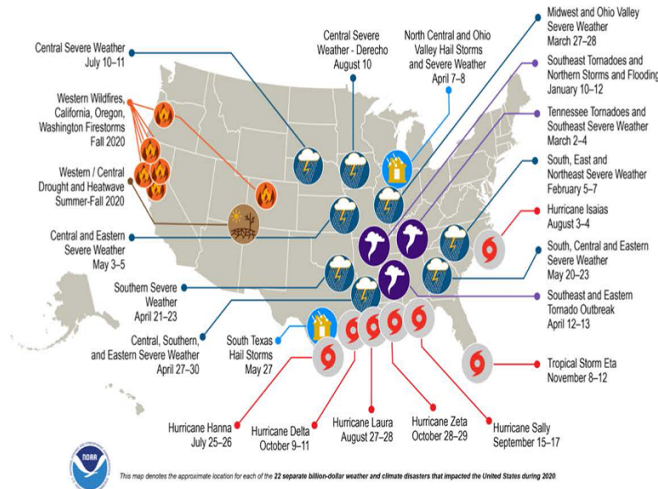 Central Severe Weather
July 10–11
Central Severe
Weather - Derecho
August 10
North Central and Ohio
Valley Hail Storms
and Severe Weather
April 7–8
Midwest and Ohio Valley
Severe Weather
March 27–28
Southeast Tornadoes and
Northern Storms and Flooding
January 10–12
Tennessee Tornadoes and
Southeast Severe Weather
March 2–4
South, East and
Northeast Severe Weather
February 5–7
Hurricane Isaias
August 3–4
South, Central and Eastern
Severe Weather
May 20–23
Southeast and Eastern
Tornado Outbreak
April 12–13
Tropical Storm Eta
November 8–12
Western Wildfires,
California, Oregon,
Washington Firestorms
Fall 2020
Western / Central
Drought and Heatwave
Summer-Fall 2020
Central and Eastern
Severe Weather
May 3–5
Southern Severe
Weather
April 21–23
Central, Southern,
and Eastern Severe Weather
April 27–30
South Texas
Hail Storms
May 27
Hurricane Hanna
July 25–26
Hurricane Delta
October 9–11
Hurricane Laura
August 27–28
Hurricane Zeta
October 28–29
Hurricane Sally
September 15–17
NOAA
This map denotes the approximate location for each of the 22 separate billion-dollar weather and climate disasters that impacted the United States during 2020.